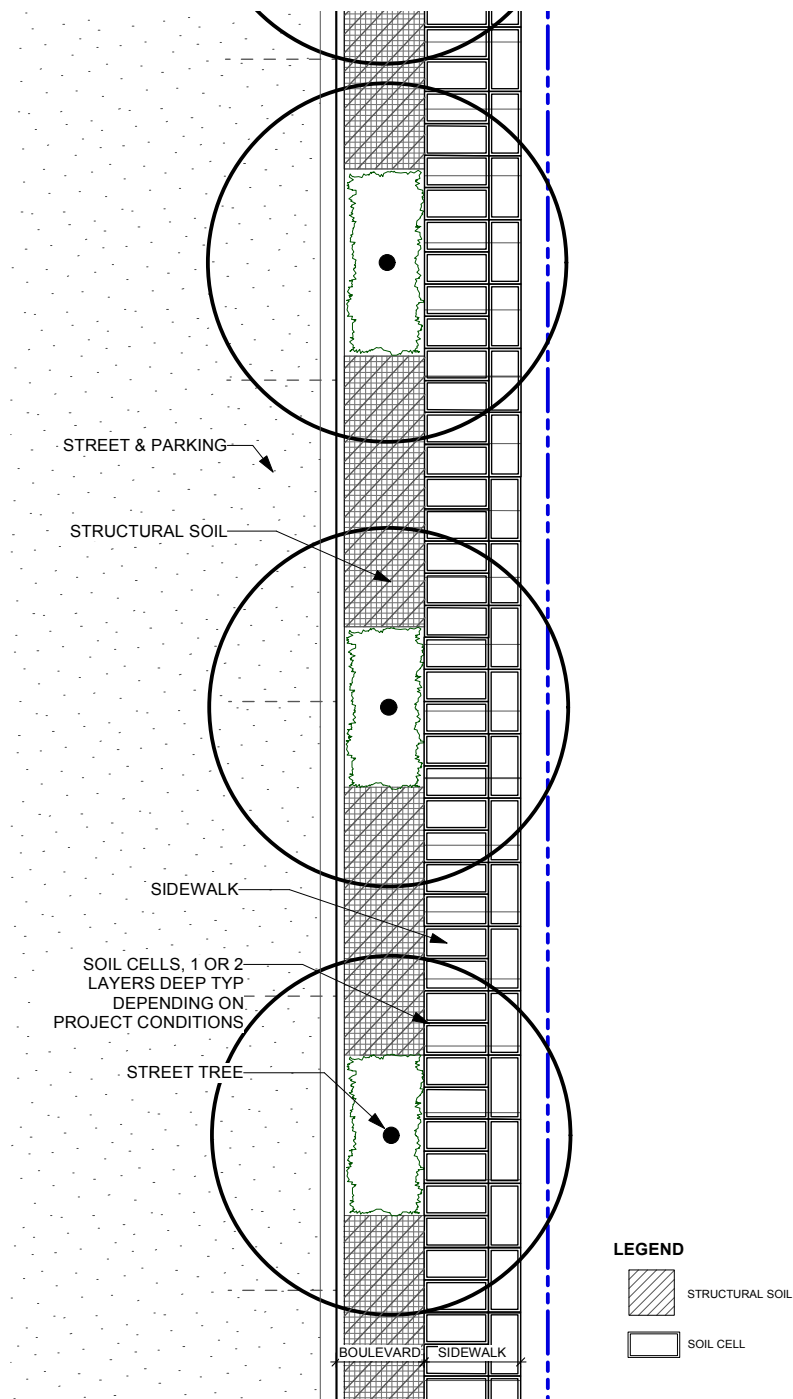 STREET & PARKING
STRUCTURAL SOIL
SIDEWALK
SOIL CELLS, 1 OR 2
LAYERS DEEP TYP
DEPENDING ON
PROJECT CONDITIONS
STREET TREE
LEGEND
STRUCTURAL SOIL
SOIL CELL
BOULEVARD
SIDEWALK